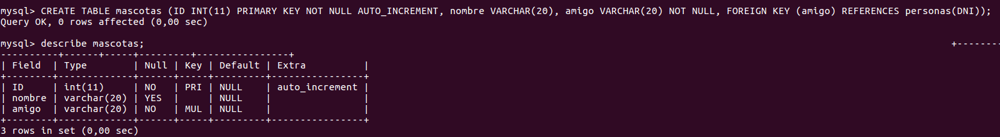 mysql> CREATE TABLE mascotas (ID INT(11) PRIMARY KEY NOT NULL AUTO_INCREMENT, nombre VARCHAR(20), amigo VARCHAR(20) NOT NULL, FOREIGN KEY (amigo) REFERENCES personas(DNI));
Query OK, 0 rows affected (0,00 sec)
mysql> describe mascotas; +--------
----------+------+-----+---------+----------------+
| Field  | Type        | Null | Key | Default | Extra          |
+--------+-------------+------+-----+---------+----------------+
| ID     | int(11)     | NO   | PRI | NULL    | auto_increment |
| nombre | varchar(20) | YES  |     | NULL    |                |
| amigo  | varchar(20) | NO   | MUL | NULL    |                |
+--------+-------------+------+-----+---------+----------------+
3 rows in set (0,00 sec)